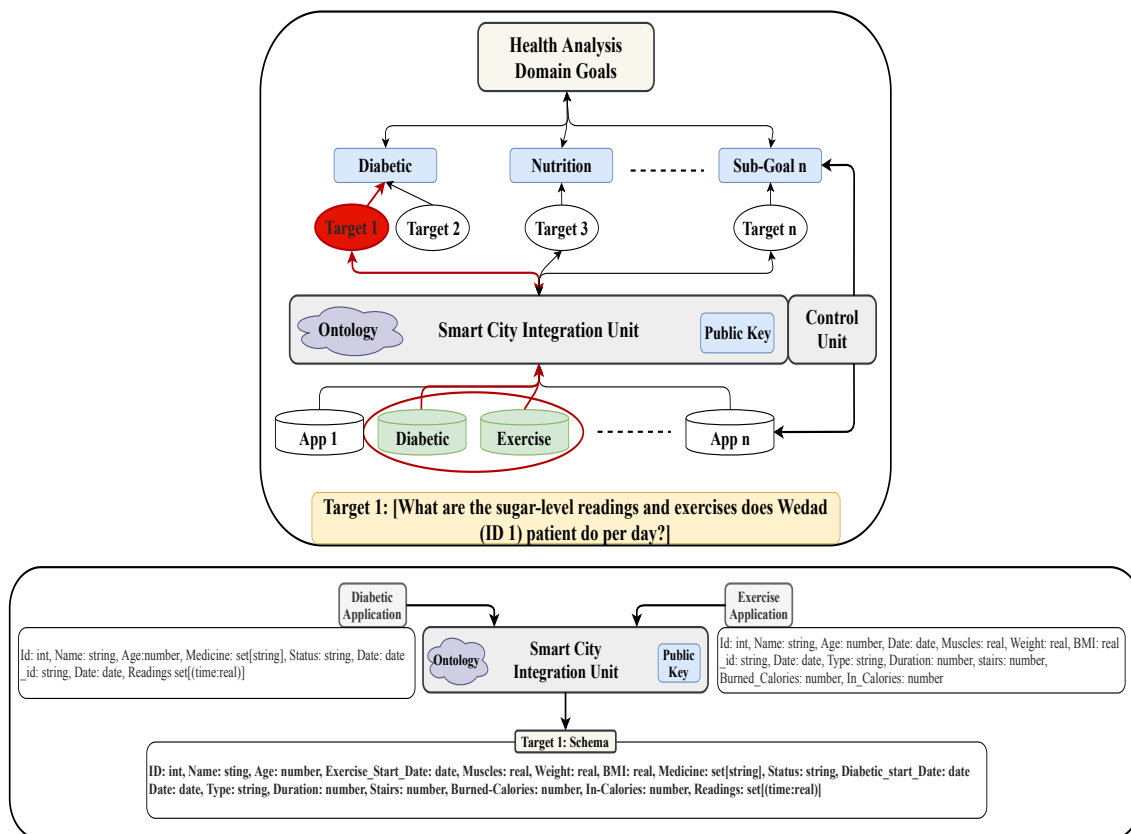 Health Analysis
Domain Goals
Diabetic
Nutrition
Sub-Goal n
Target 1
Target 2
Target 3
Target n
Ontology
Smart City Integration Unit
Public Key
Control
Unit
App 1
Diabetic
Exercise
App n
Target 1: [What are the sugar-level readings and exercises does Wedad
(ID 1) patient do per day?]
Diabetic
Application
Exercise
Application
Id: int, Name: string, Age:number, Medicine: set[string], Status: string, Date: date
_id: string, Date: date, Readings set[(time:real)]
Ontology
Smart City
Integration Unit
Public
Key
Id: int, Name: string, Age: number, Date: date, Muscles: real, Weight: real, BMI: real
_id: string, Date: date, Type: string, Duration: number, stairs: number,
Burned_Calories: number, In_Calories: number
Target 1: Schema
ID: int, Name: sting, Age: number, Exercise_Start_Date: date, Muscles: real, Weight: real, BMI: real, Medicine: set[string], Status: string, Diabetic_start_Date: date
Date: date, Type: string, Duration: number, Stairs: number, Burned-Calories: number, In-Calories: number, Readings: set[(time:real)]